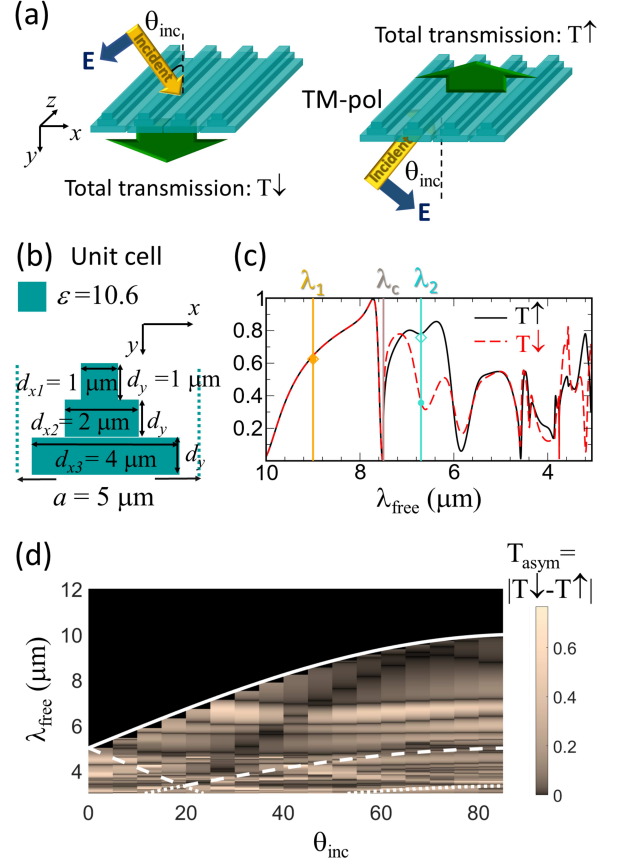 (a)
θinc
E
Incident
z
x
y
Total transmission: T↓
Total transmission: T↑
TM-pol
Incident
θinc
E
(b) Unit cell
ε=10.6
x
y
dx1= 1 μm
dy= 1 μm
dx2= 2 μm
dy
dx3= 4 μm
dy
a = 5 μm
(c)
λ1
λc
λ2
1
0.8
0.6
0.4
0.2
0
T↑
T↓
10 8 6 4
λfree (μm)
(d)
Tasym=
|T↓-T↑|
12
10
8
6
4
λfree (μm)
0 20 40 60 80
θinc
0.6
0.4
0.2
0